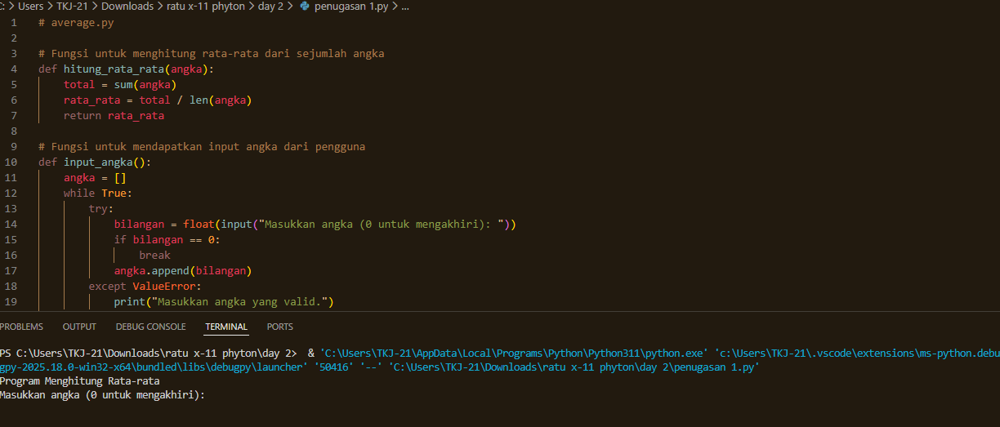 C: > Users > TKJ-21 > Downloads > ratu x-11 phyton > day 2 > penugasan 1.py > ...
1 # average.py
2
3 # Fungsi untuk menghitung rata-rata dari sejumlah angka
4 def hitung_rata_rata(angka):
5 total = sum(angka)
6 rata_rata = total / len(angka)
7 return rata_rata
8
9 # Fungsi untuk mendapatkan input angka dari pengguna
10 def input_angka():
11 angka = []
12 while True:
13 try:
14 bilangan = float(input("Masukkan angka (0 untuk mengakhiri): "))
15 if bilangan == 0:
16 break
17 angka.append(bilangan)
18 except ValueError:
19 print("Masukkan angka yang valid.")
PROBLEMS OUTPUT DEBUG CONSOLE TERMINAL PORTS
PS C:\Users\TKJ-21\Downloads\ratu x-11 phyton\day 2> & 'C:\Users\TKJ-21\AppData\Local\Programs\Python\Python311\python.exe' 'c:\Users\TKJ-21\.vscode\extensions\ms-python.debu
gpy-2025.18.0-win32-x64\bundled\libs\debugpy\launcher' '50416' '--' 'C:\Users\TKJ-21\Downloads\ratu x-11 phyton\day 2\penugasan 1.py'
Program Menghitung Rata-rata
Masukkan angka (0 untuk mengakhiri):